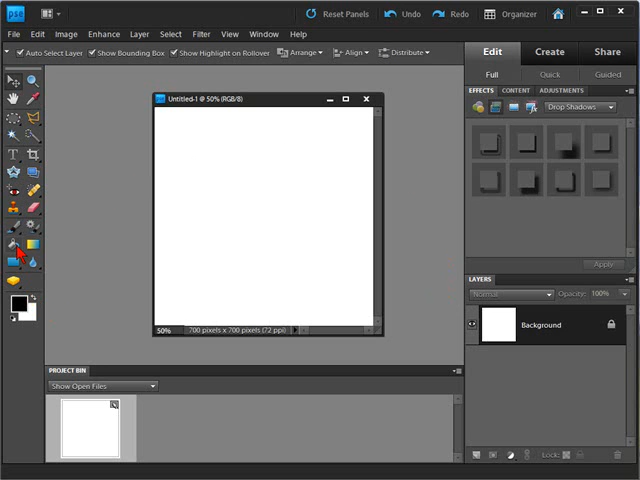 pse
Reset Panels
Undo
Redo
Organizer
File Edit Image Enhance Layer Select Filter View Window Help
Auto Select Layer
Show Bounding Box
Show Highlight on Rollover
Arrange
Align
Distribute
Edit Create Share
Full Quick Guided
EFFECTS CONTENT ADJUSTMENTS
Drop Shadows
Untitled-1 @ 50% (RGB/8)
50% 700 pixels x 700 pixels (72 ppi)
Apply
LAYERS
Normal Opacity: 100%
Background
Lock:
PROJECT BIN
Show Open Files